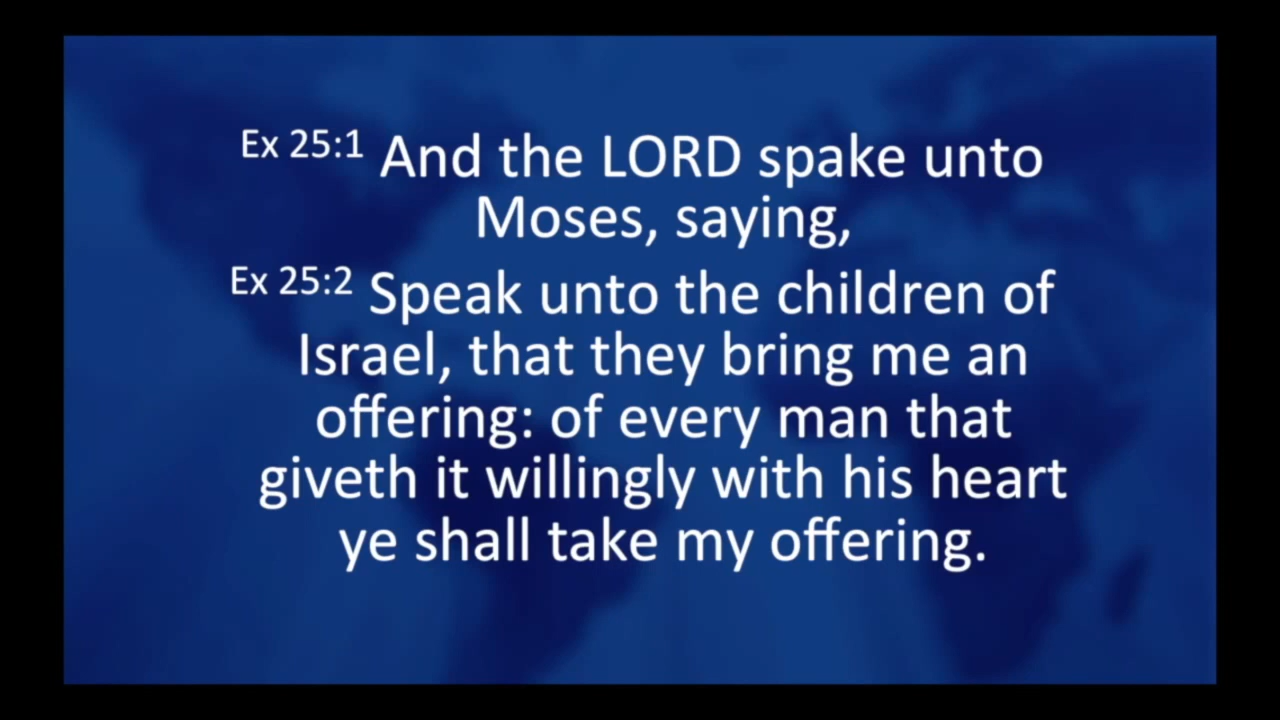 Ex 25:1 And the LORD spake unto
Moses, saying,
Ex 25:2 Speak unto the children of
Israel, that they bring me an
offering: of every man that
giveth it willingly with his heart
ye shall take my offering.